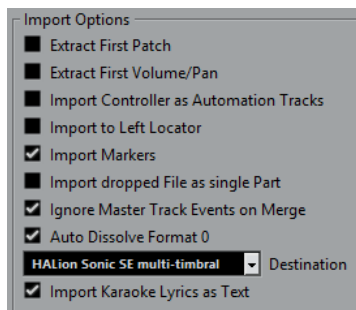 Import Options
Extract First Patch
Extract First Volume/Pan
Import Controller as Automation Tracks
Import to Left Locator
Import Markers
Import dropped File as single Part
Ignore Master Track Events on Merge
Auto Dissolve Format 0
HALion Sonic SE multi-timbral Destination
Import Karaoke Lyrics as Text